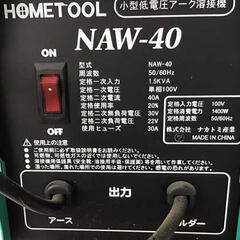 HOMETOOL 小型低電圧アーク溶接機
NAW-40
ON
OFF
型式 NAW-40
周波数 50/60Hz
定格一次入力 1.5KVA
定格一次電圧 単相100V
定格二次電流 40A
定格使用率 20%
定格二次無負荷電圧 30V
定格二次負荷電圧 22V
使用ヒューズ 30A
定格入力電圧 100V
定格周波数 50/60Hz
定格消費電力 1400W
株式会社 ナカトミ産業
MADE IN CHINA
使用上の注意
出力
アース
ルダー